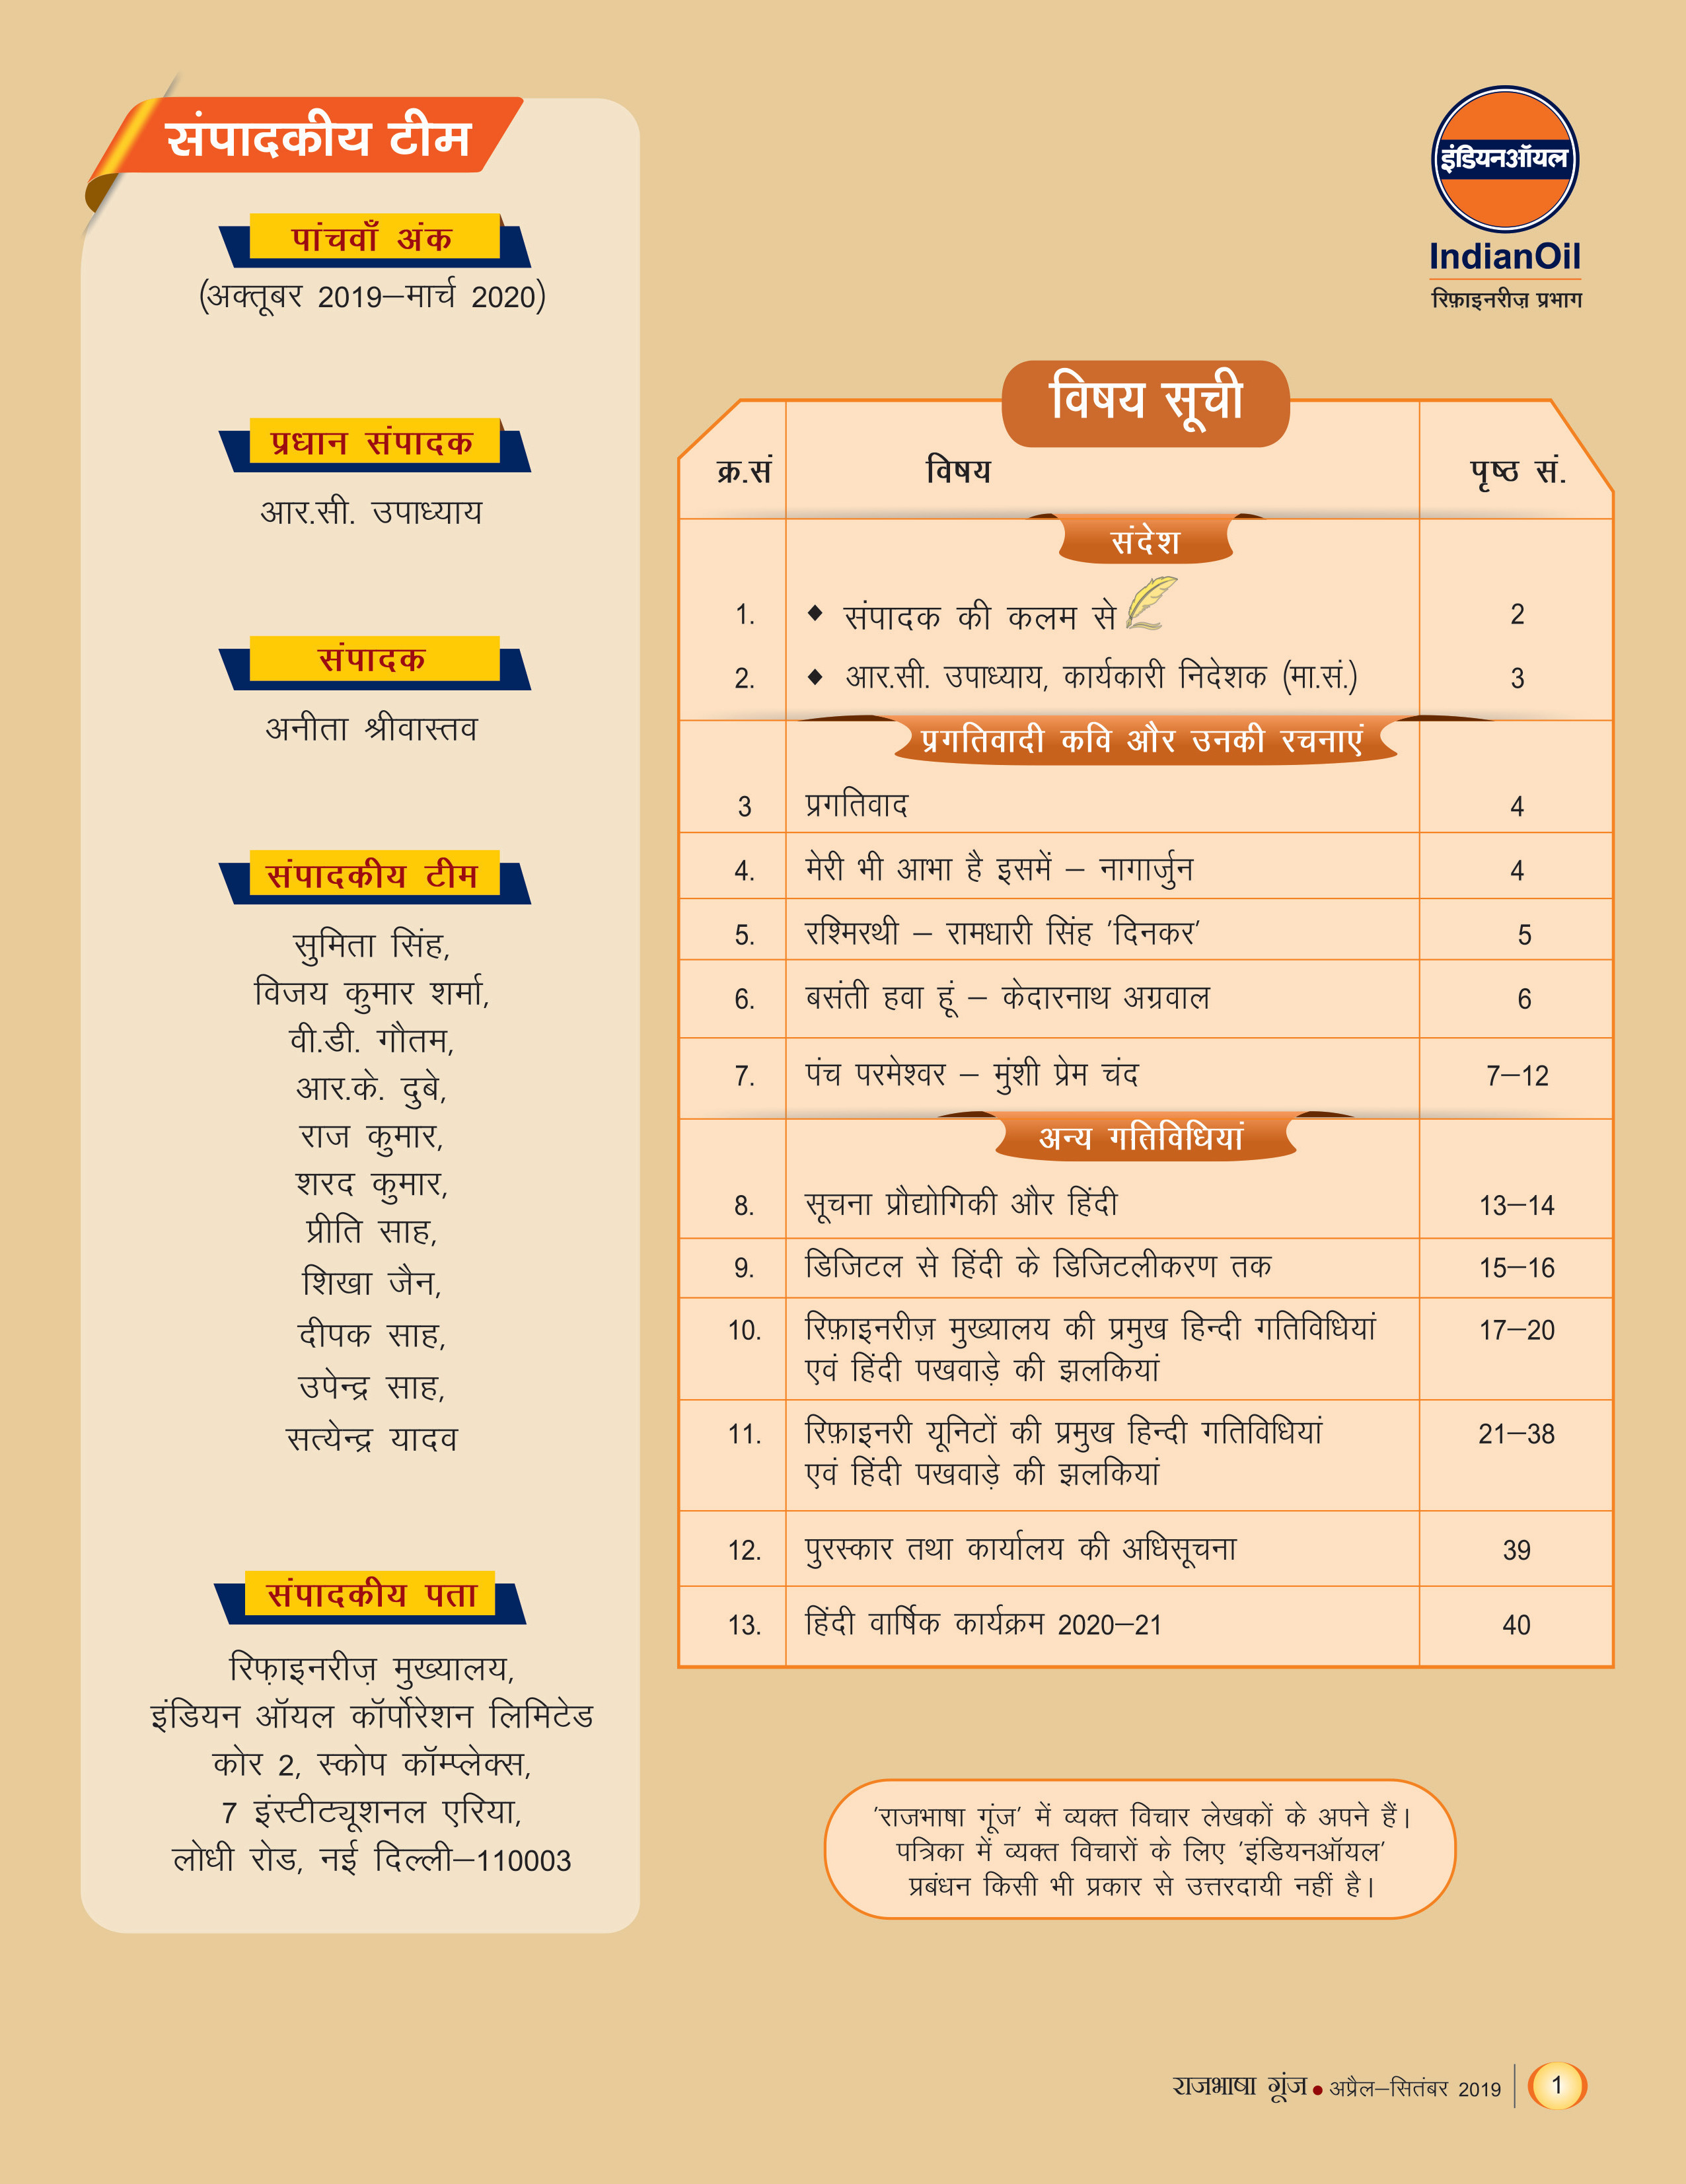 संपादकीय टीम
पांचवाँ अंक
(अक्तूबर 2019–मार्च 2020)
प्रधान संपादक
आर.सी. उपाध्याय
संपादक
अनीता श्रीवास्तव
संपादकीय टीम
सुमिता सिंह,
विजय कुमार शर्मा,
वी.डी. गौतम,
आर.के. दुबे,
राज कुमार,
शरद कुमार,
प्रीति साह,
शिखा जैन,
दीपक साह,
उपेन्द्र साह,
सत्येन्द्र यादव
संपादकीय पता
रिफ़ाइनरीज़ मुख्यालय,
इंडियन ऑयल कॉर्पोरेशन लिमिटेड
कोर 2, स्कोप कॉम्प्लेक्स,
7 इंस्टीट्यूशनल एरिया,
लोधी रोड, नई दिल्ली–110003
इंडियनऑयल
IndianOil
रिफ़ाइनरीज़ प्रभाग
विषय सूची
क्र.सं विषय पृष्ठ सं.
संदेश
1. ♦ संपादक की कलम से 2
2. ♦ आर.सी. उपाध्याय, कार्यकारी निदेशक (मा.सं.) 3
प्रगतिवादी कवि और उनकी रचनाएं
3 प्रगतिवाद 4
4. मेरी भी आभा है इसमें – नागार्जुन 4
5. रश्मिरथी – रामधारी सिंह 'दिनकर' 5
6. बसंती हवा हूं – केदारनाथ अग्रवाल 6
7. पंच परमेश्वर – मुंशी प्रेम चंद 7–12
अन्य गतिविधियां
8. सूचना प्रौद्योगिकी और हिंदी 13–14
9. डिजिटल से हिंदी के डिजिटलीकरण तक 15–16
10. रिफ़ाइनरीज़ मुख्यालय की प्रमुख हिन्दी गतिविधियां 17–20
एवं हिंदी पखवाड़े की झलकियां
11. रिफ़ाइनरी यूनिटों की प्रमुख हिन्दी गतिविधियां 21–38
एवं हिंदी पखवाड़े की झलकियां
12. पुरस्कार तथा कार्यालय की अधिसूचना 39
13. हिंदी वार्षिक कार्यक्रम 2020–21 40
'राजभाषा गूंज' में व्यक्त विचार लेखकों के अपने हैं।
पत्रिका में व्यक्त विचारों के लिए 'इंडियनऑयल'
प्रबंधन किसी भी प्रकार से उत्तरदायी नहीं है।
राजभाषा गूंज • अप्रैल–सितंबर 2019 1